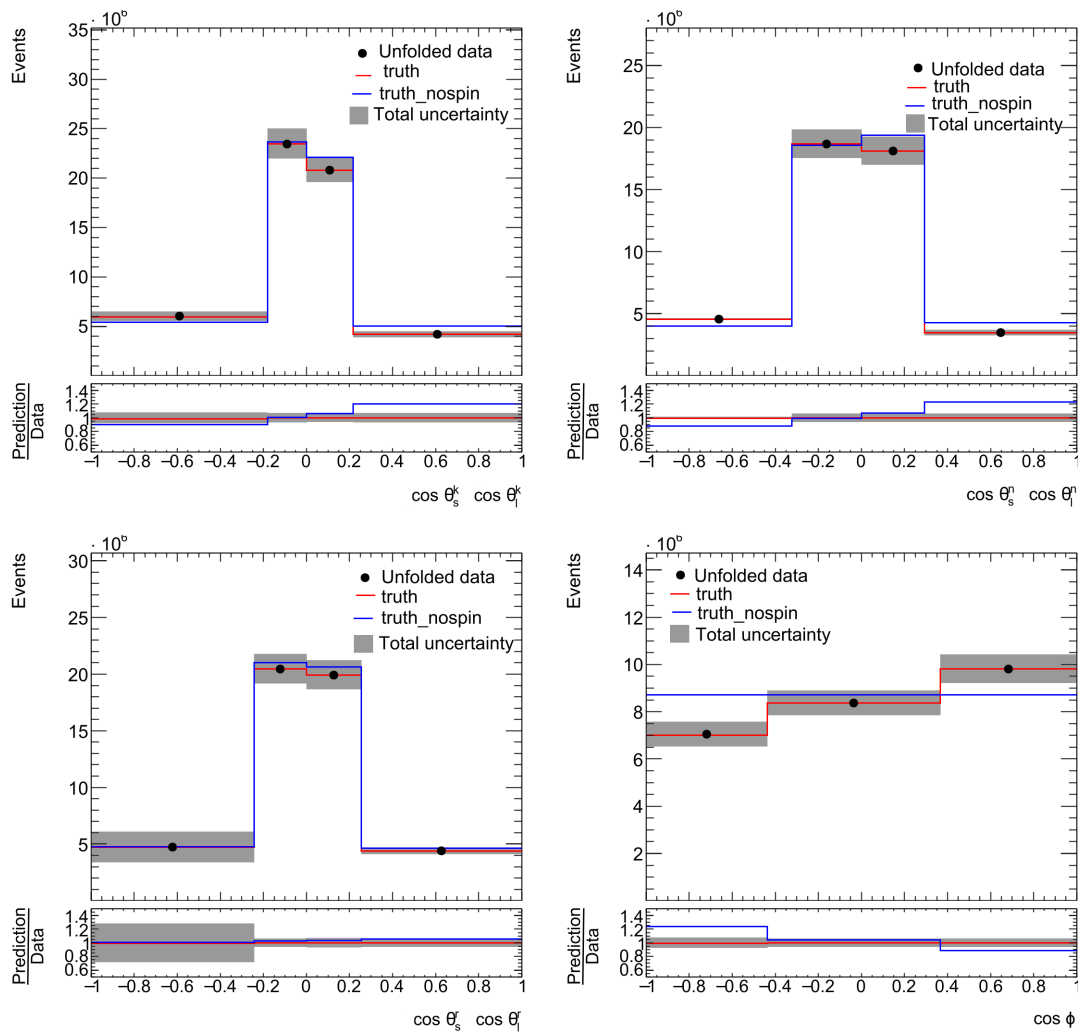 · 10⁶
Events
35
30
25
20
15
10
5
Unfolded data
truth
truth_nospin
Total uncertainty
Prediction
Data
1.4
1.2
1
0.8
0.6
−1 −0.8 −0.6 −0.4 −0.2 0 0.2 0.4 0.6 0.8 1
cos θₛᵏ cos θₗᵏ
· 10⁶
Events
25
20
15
10
5
Unfolded data
truth
truth_nospin
Total uncertainty
Prediction
Data
1.4
1.2
1
0.8
0.6
−1 −0.8 −0.6 −0.4 −0.2 0 0.2 0.4 0.6 0.8 1
cos θₛⁿ cos θₗⁿ
· 10⁶
Events
30
25
20
15
10
5
Unfolded data
truth
truth_nospin
Total uncertainty
Prediction
Data
1.4
1.2
1
0.8
0.6
−1 −0.8 −0.6 −0.4 −0.2 0 0.2 0.4 0.6 0.8 1
cos θₛʳ cos θₗʳ
· 10⁶
Events
14
12
10
8
6
4
2
Unfolded data
truth
truth_nospin
Total uncertainty
Prediction
Data
1.4
1.2
1
0.8
0.6
−1 −0.8 −0.6 −0.4 −0.2 0 0.2 0.4 0.6 0.8 1
cos ϕ